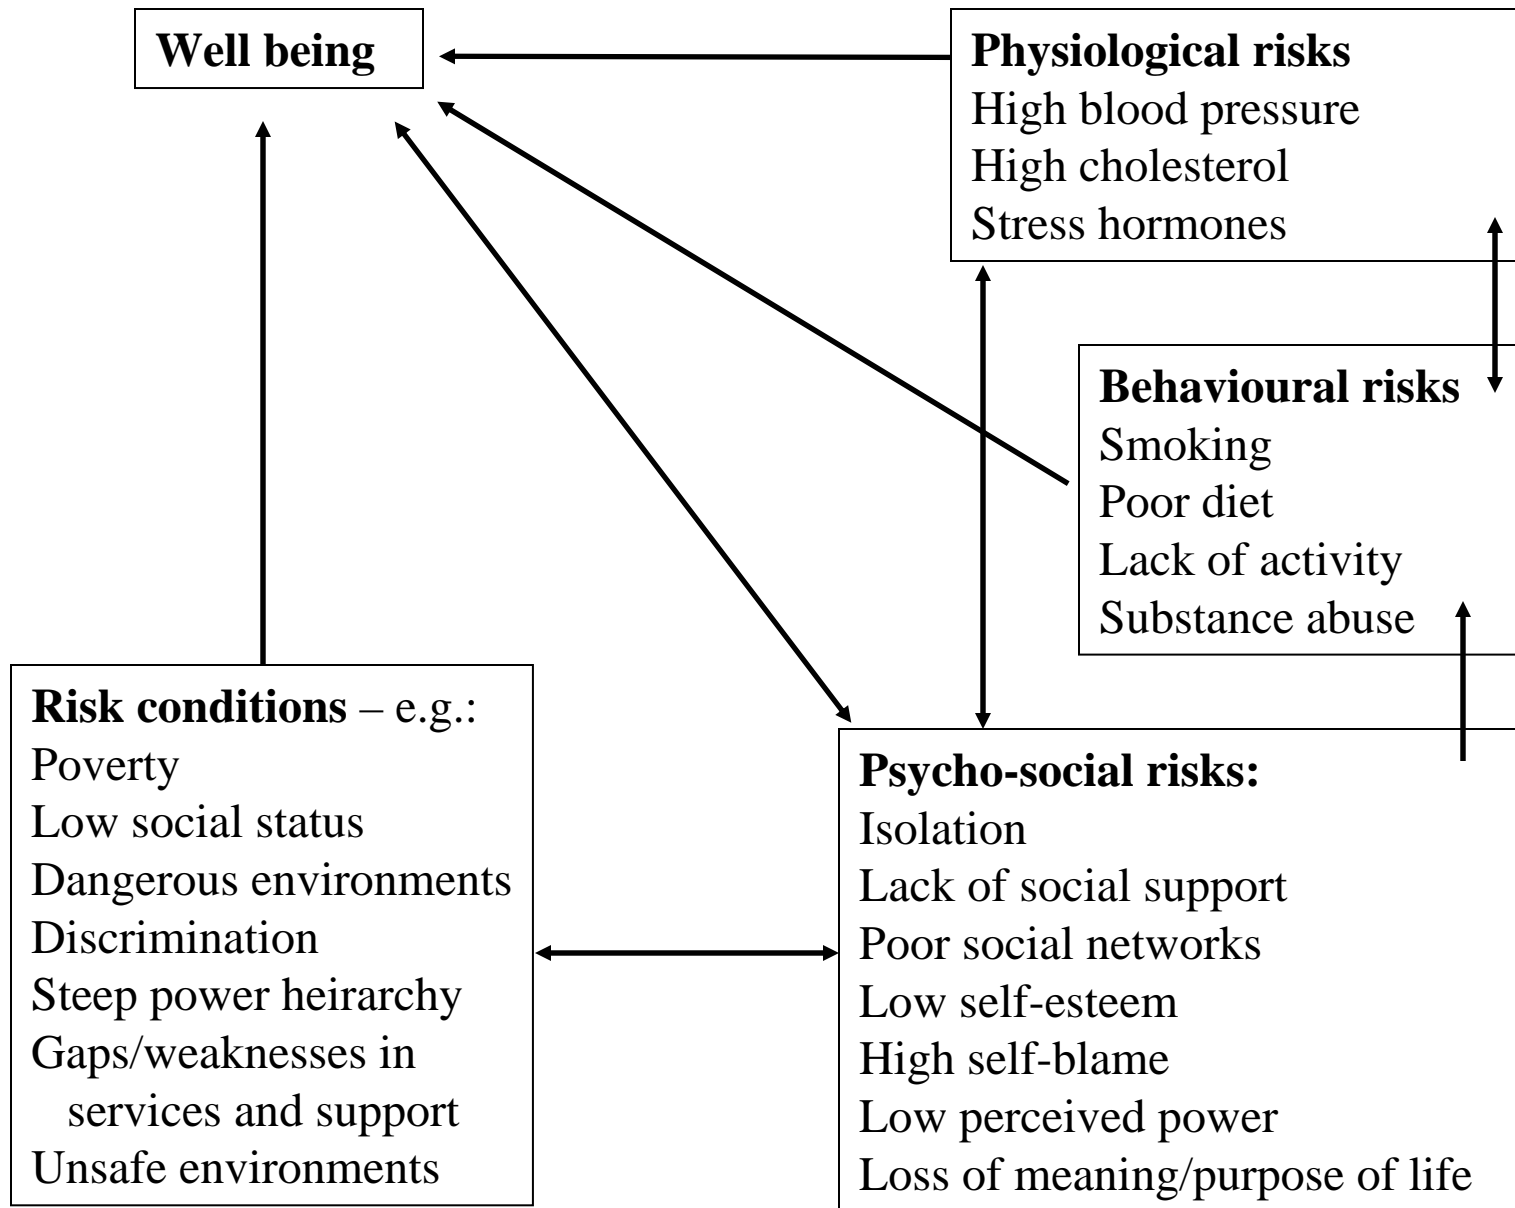 Well being
Physiological risks
High blood pressure
High cholesterol
Stress hormones
Behavioural risks
Smoking
Poor diet
Lack of activity
Substance abuse
Risk conditions – e.g.:
Poverty
Low social status
Dangerous environments
Discrimination
Steep power heirarchy
Gaps/weaknesses in
services and support
Unsafe environments
Psycho-social risks:
Isolation
Lack of social support
Poor social networks
Low self-esteem
High self-blame
Low perceived power
Loss of meaning/purpose of life